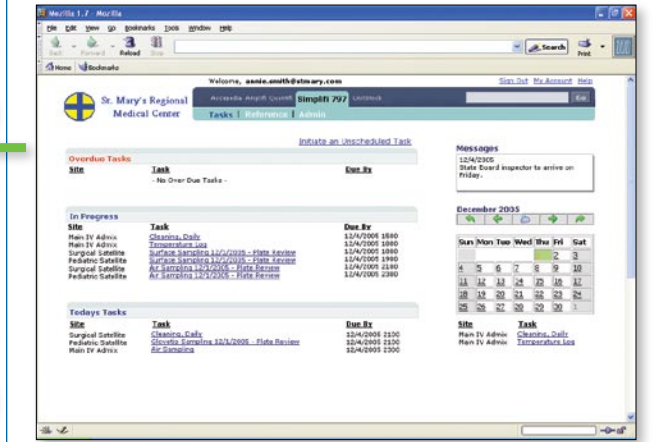 Mozilla 1.7 - Mozilla
File Edit View Go Bookmarks Tools Window Help
Back Forward Reload Stop Search Print
Home Bookmarks
Welcome, annie.smith@stmary.com Sign Out My Account Help
St. Mary's Regional
Medical Center
Simplifi 797 Go
Tasks | Reference | Admin
Initiate an Unscheduled Task
Overdue Tasks
Site Task Due By
- No Over Due Tasks -
In Progress
Site Task Due By
Main IV Admix Cleaning, Daily 12/4/2005 1500
Main IV Admix Temperature Log 12/4/2005 1800
Surgical Satellite Surface Sampling 12/1/2005 - Plate Review 12/4/2005 1900
Pediatric Satellite Surface Sampling 12/1/2005 - Plate Review 12/4/2005 1900
Surgical Satellite Air Sampling 12/1/2005 - Plate Review 12/4/2005 2100
Pediatric Satellite Air Sampling 12/1/2005 - Plate Review 12/4/2005 2300
Todays Tasks
Site Task Due By
Surgical Satellite Cleaning, Daily 12/4/2005 2100
Pediatric Satellite Glovetip Sampling 12/1/2005 - Plate Review 12/4/2005 2100
Main IV Admix Air Sampling 12/4/2005 2300
Messages
12/4/2005
State Board inspector to arrive on
Friday.
December 2005
Sun Mon Tue Wed Thu Fri Sat
2 3
4 5 6 7 8 9 10
11 12 13 14 15 16 17
18 19 20 21 22 23 24
25 26 27 28 29 30 1
Site Task
Main IV Admix Cleaning, Daily
Main IV Admix Temperature Log